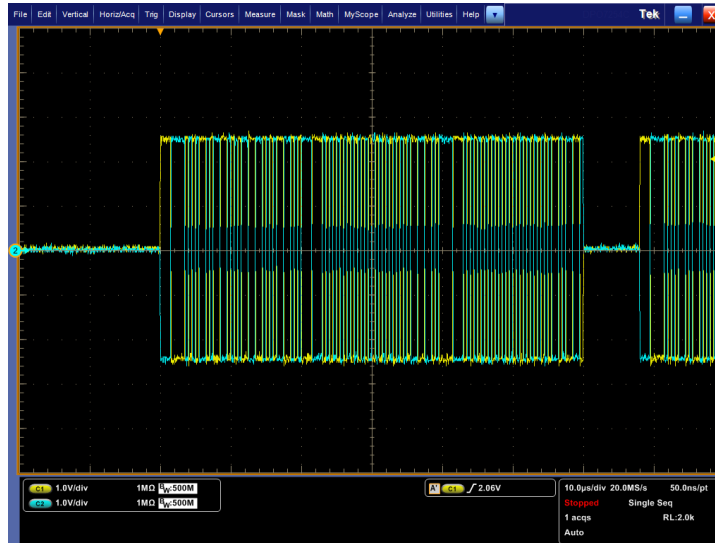 File Edit Vertical Horiz/Acq Trig Display Cursors Measure Mask Math MyScope Analyze Utilities Help Tek X
2
C1 1.0V/div 1MΩ BW:500M
C2 1.0V/div 1MΩ BW:500M
A' C1 2.06V
10.0µs/div 20.0MS/s 50.0ns/pt
Stopped Single Seq
1 acqs RL:2.0k
Auto